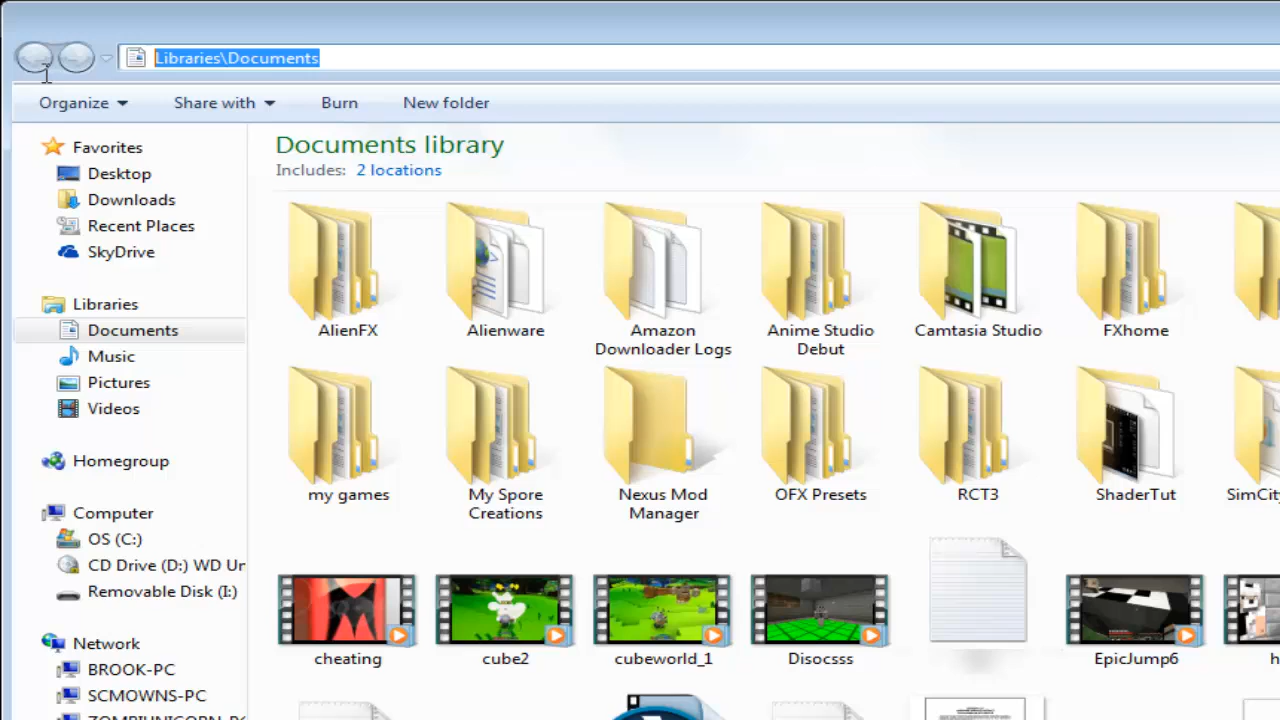 Libraries\Documents
Organize
Share with
Burn
New folder
Favorites
Desktop
Downloads
Recent Places
SkyDrive
Libraries
Documents
Music
Pictures
Videos
Homegroup
Computer
OS (C:)
CD Drive (D:) WD Un
Removable Disk (I:)
Network
BROOK-PC
SCMOWNS-PC
ZOMBIUNICORN-PC
Documents library
Includes: 2 locations
AlienFX
Alienware
Amazon
Downloader Logs
Anime Studio
Debut
Camtasia Studio
FXhome
my games
My Spore
Creations
Nexus Mod
Manager
OFX Presets
RCT3
ShaderTut
SimCity
cheating
cube2
cubeworld_1
Disocsss
EpicJump6
h